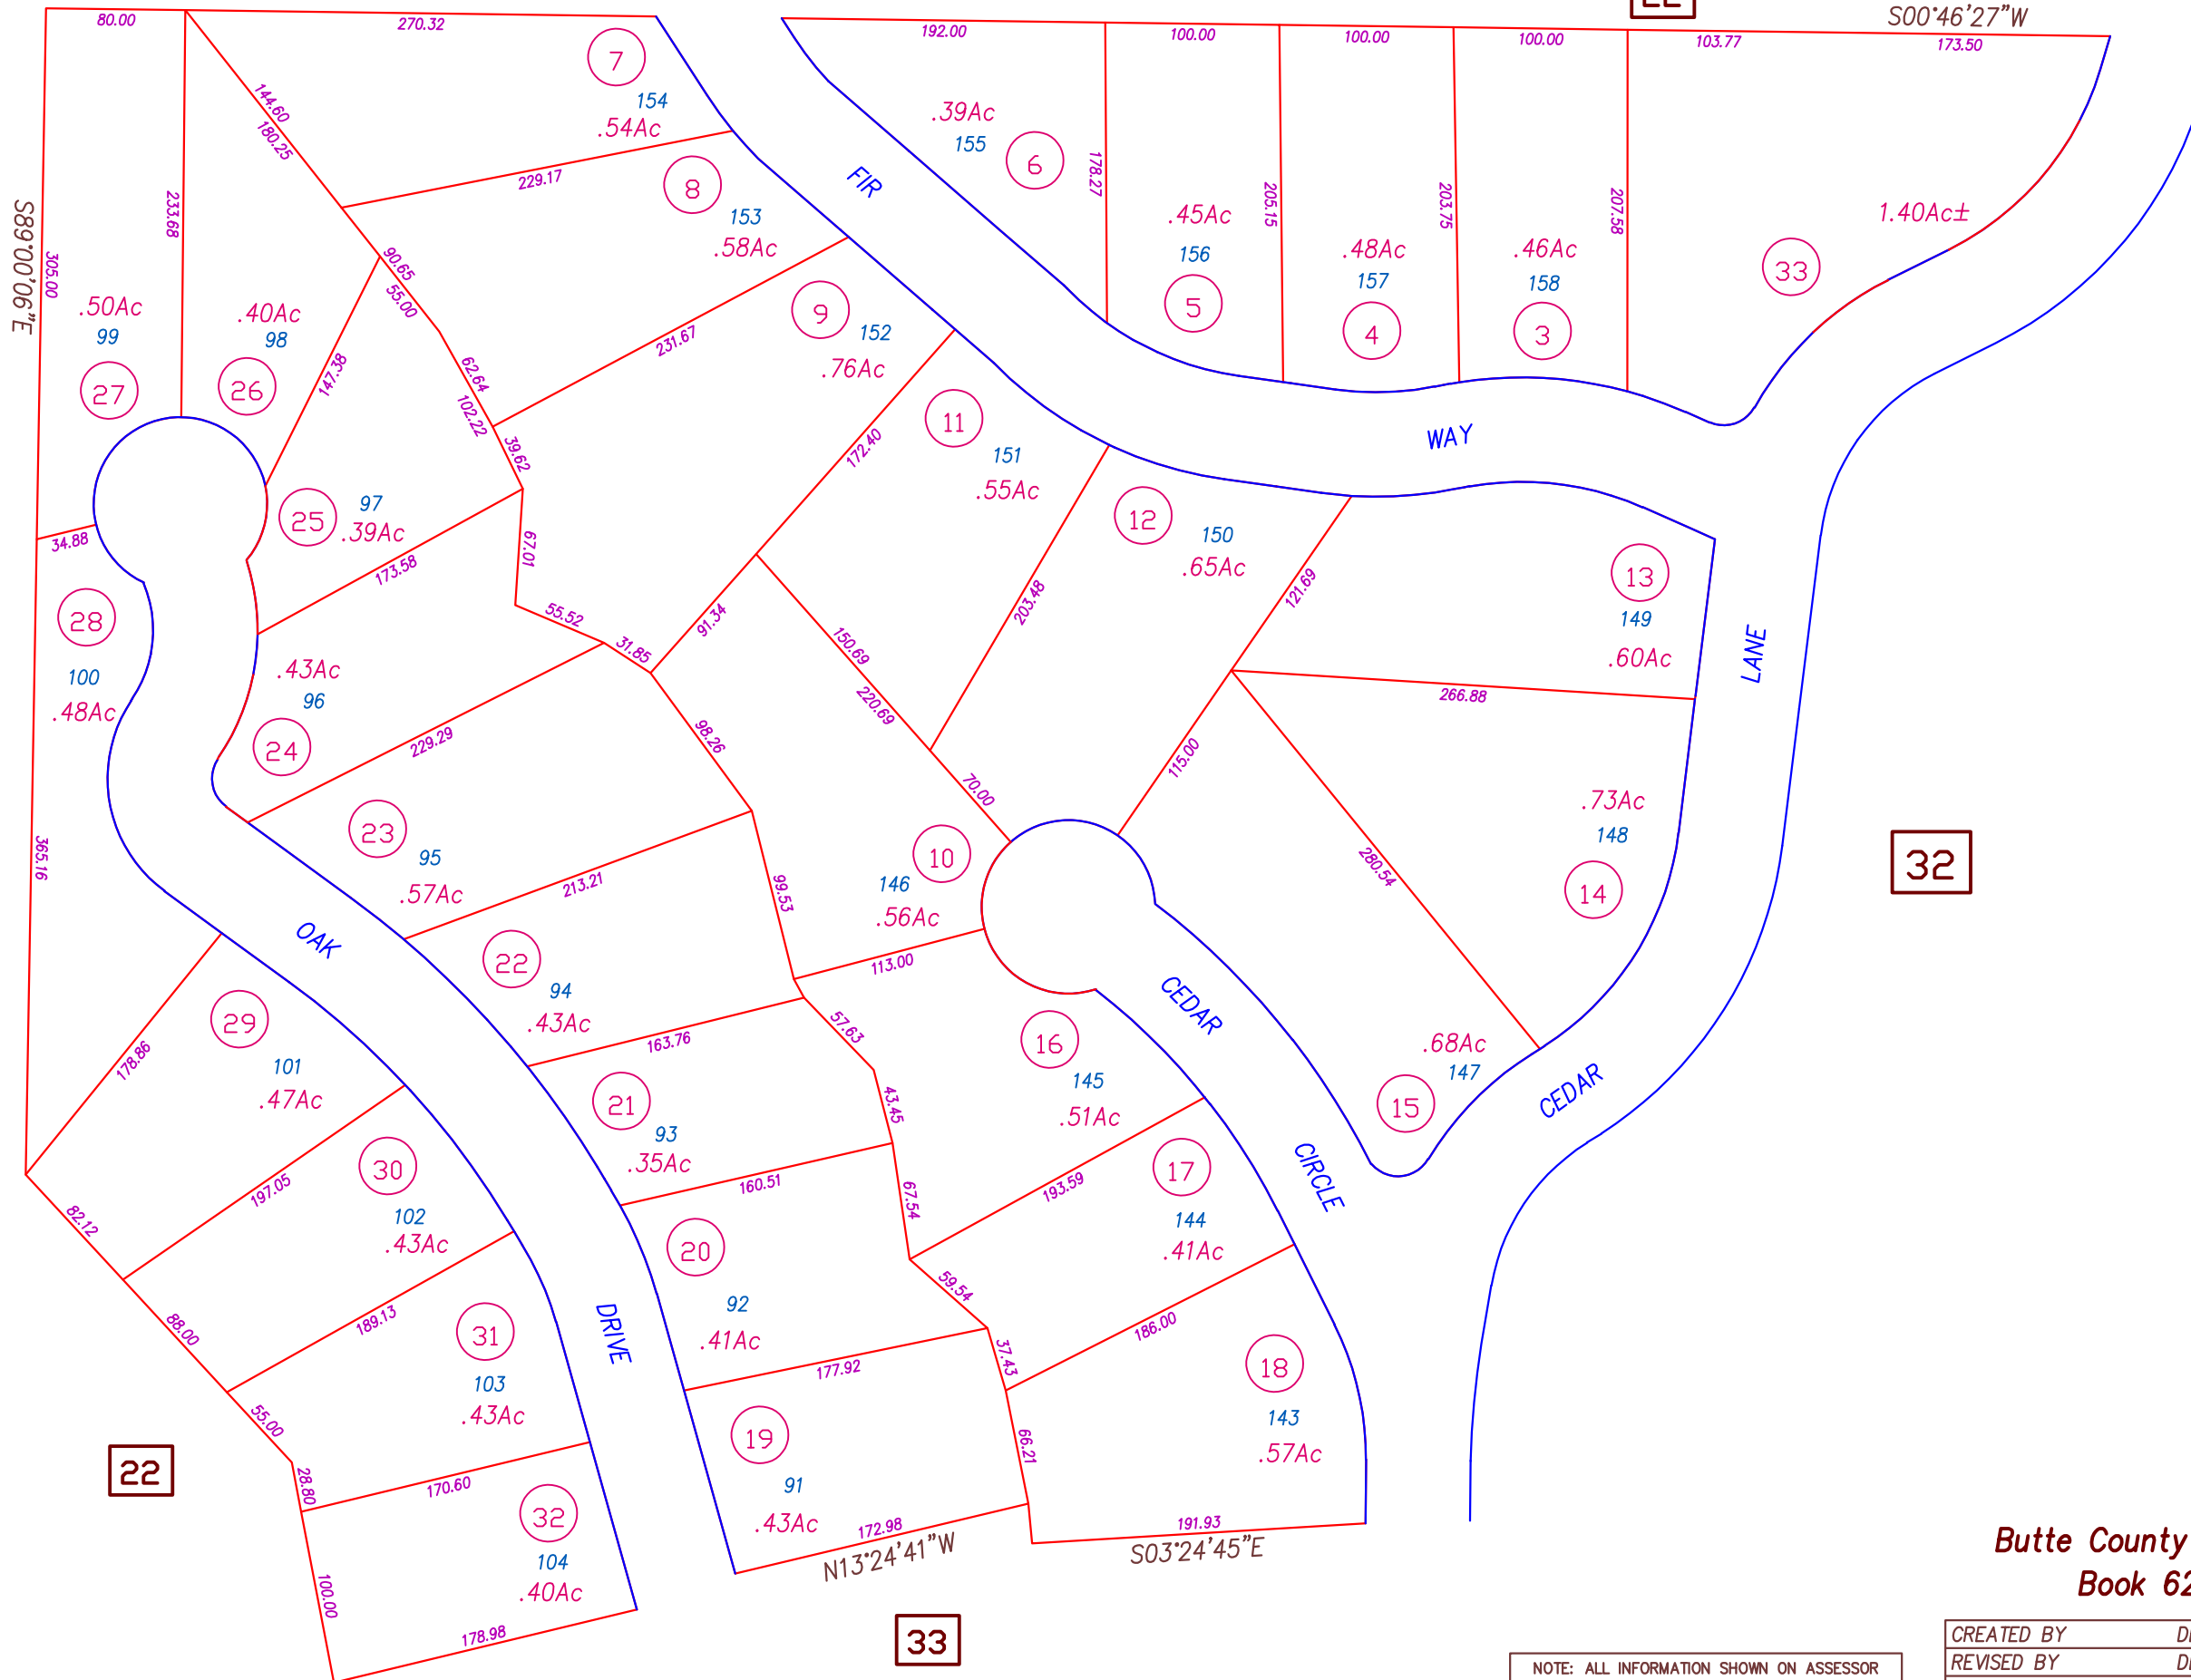 80.00
270.32
192.00
100.00
100.00
100.00
103.77
S00°46'27"W
173.50
7
154
.54Ac
144.60
180.25
229.17
8
153
.58Ac
FIR
.39Ac
155
6
178.27
.45Ac
156
5
205.15
.48Ac
157
4
203.75
.46Ac
158
3
207.58
1.40Ac±
33
S89°00'06"E
305.00
233.68
.50Ac
99
27
.40Ac
98
26
147.38
90.65
55.00
62.64
102.22
39.62
231.67
9
152
.76Ac
172.40
11
151
.55Ac
WAY
34.88
25
97
.39Ac
173.58
67.01
55.52
31.85
91.34
150.69
220.69
70.00
203.48
12
150
.65Ac
121.69
115.00
13
149
.60Ac
266.88
LANE
28
100
.48Ac
365.16
.43Ac
96
24
229.29
98.26
23
95
.57Ac
213.21
99.53
10
146
.56Ac
113.00
280.54
.73Ac
148
14
32
OAK
22
94
.43Ac
163.76
57.63
43.45
CEDAR
16
145
.51Ac
193.59
.68Ac
147
15
CEDAR
29
101
.47Ac
178.86
197.05
21
93
.35Ac
160.51
67.54
17
144
.41Ac
CIRCLE
82.12
30
102
.43Ac
189.13
88.00
20
92
.41Ac
177.92
59.54
37.43
186.00
DRIVE
31
103
.43Ac
55.00
28.80
170.60
19
91
.43Ac
172.98
N13°24'41"W
66.21
18
143
.57Ac
191.93
S03°24'45"E
22
32
104
.40Ac
100.00
178.98
33
Butte County
Book 62
CREATED BY
REVISED BY
NOTE: ALL INFORMATION SHOWN ON ASSESSOR